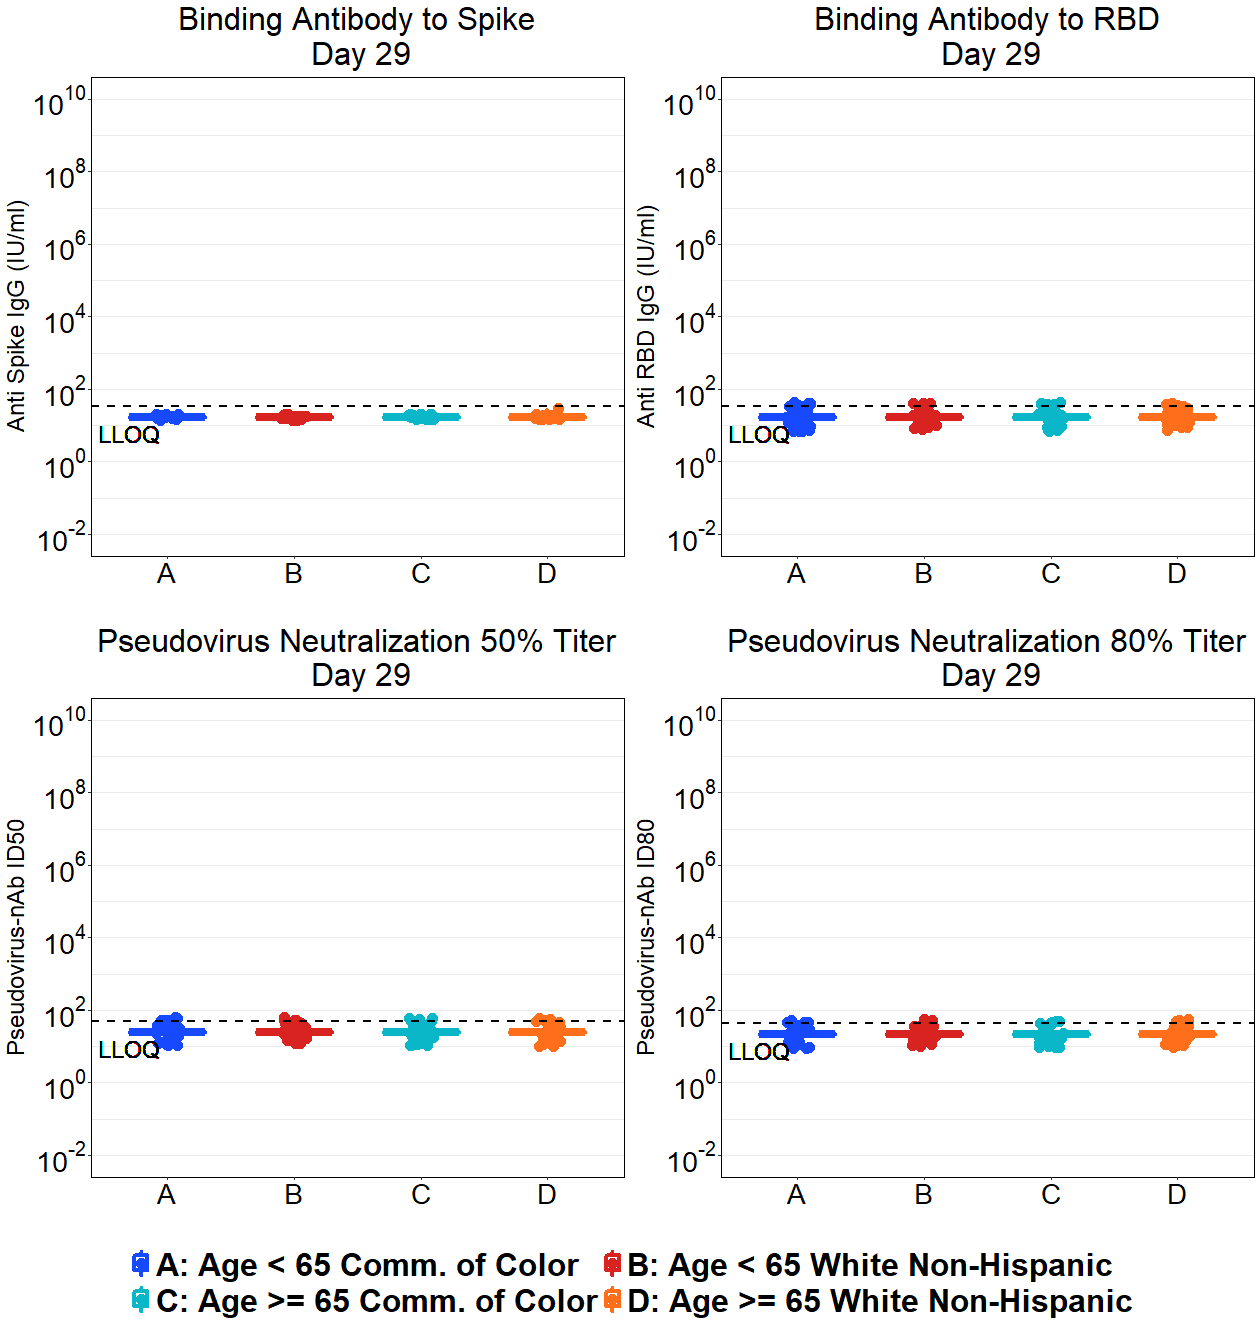 Binding Antibody to Spike
Day 29
Anti Spike IgG (IU/ml)
10^10
10^8
10^6
10^4
10^2
10^0
10^-2
LLOQ
A B C D
Binding Antibody to RBD
Day 29
Anti RBD IgG (IU/ml)
10^10
10^8
10^6
10^4
10^2
10^0
10^-2
LLOQ
A B C D
Pseudovirus Neutralization 50% Titer
Day 29
Pseudovirus-nAb ID50
10^10
10^8
10^6
10^4
10^2
10^0
10^-2
LLOQ
A B C D
Pseudovirus Neutralization 80% Titer
Day 29
Pseudovirus-nAb ID80
10^10
10^8
10^6
10^4
10^2
10^0
10^-2
LLOQ
A B C D
A: Age < 65 Comm. of Color B: Age < 65 White Non-Hispanic
C: Age >= 65 Comm. of Color D: Age >= 65 White Non-Hispanic